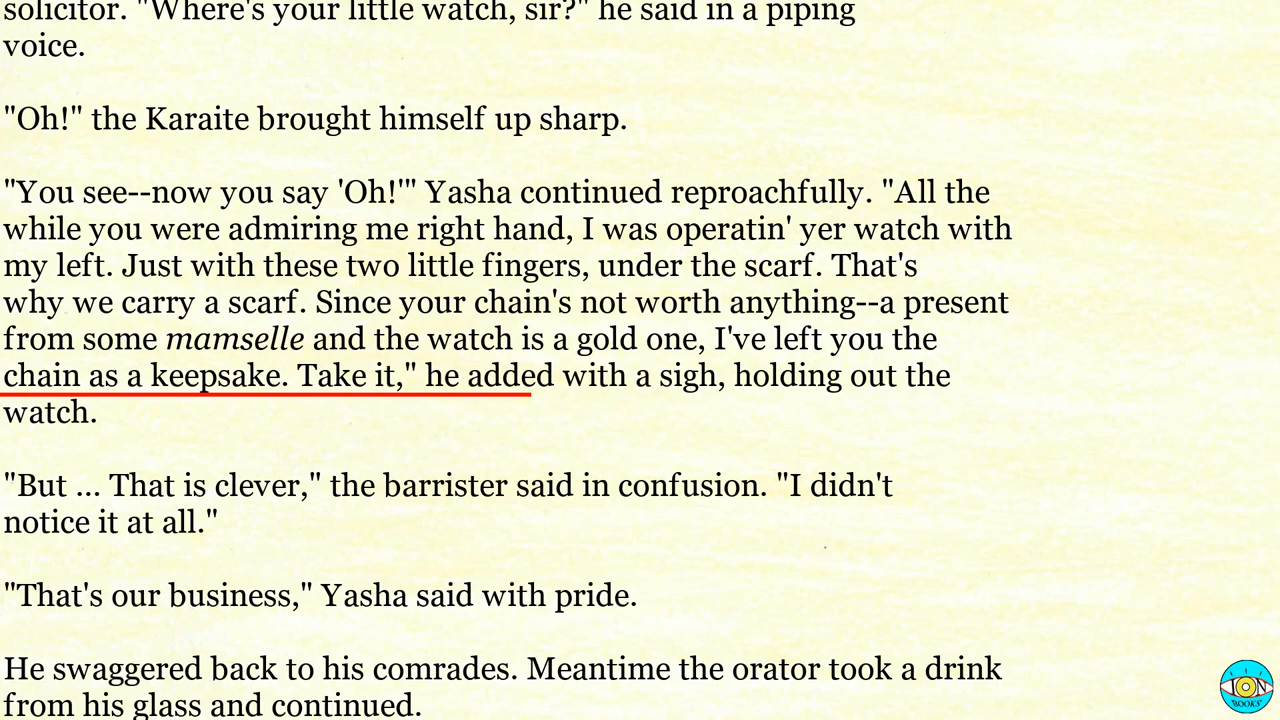 solicitor. "Where's your little watch, sir?" he said in a piping
voice.
"Oh!" the Karaite brought himself up sharp.
"You see--now you say 'Oh!'" Yasha continued reproachfully. "All the
while you were admiring me right hand, I was operatin' yer watch with
my left. Just with these two little fingers, under the scarf. That's
why we carry a scarf. Since your chain's not worth anything--a present
from some mamselle and the watch is a gold one, I've left you the
chain as a keepsake. Take it," he added with a sigh, holding out the
watch.
"But ... That is clever," the barrister said in confusion. "I didn't
notice it at all."
"That's our business," Yasha said with pride.
He swaggered back to his comrades. Meantime the orator took a drink
from his glass and continued.
ION
BOOKS